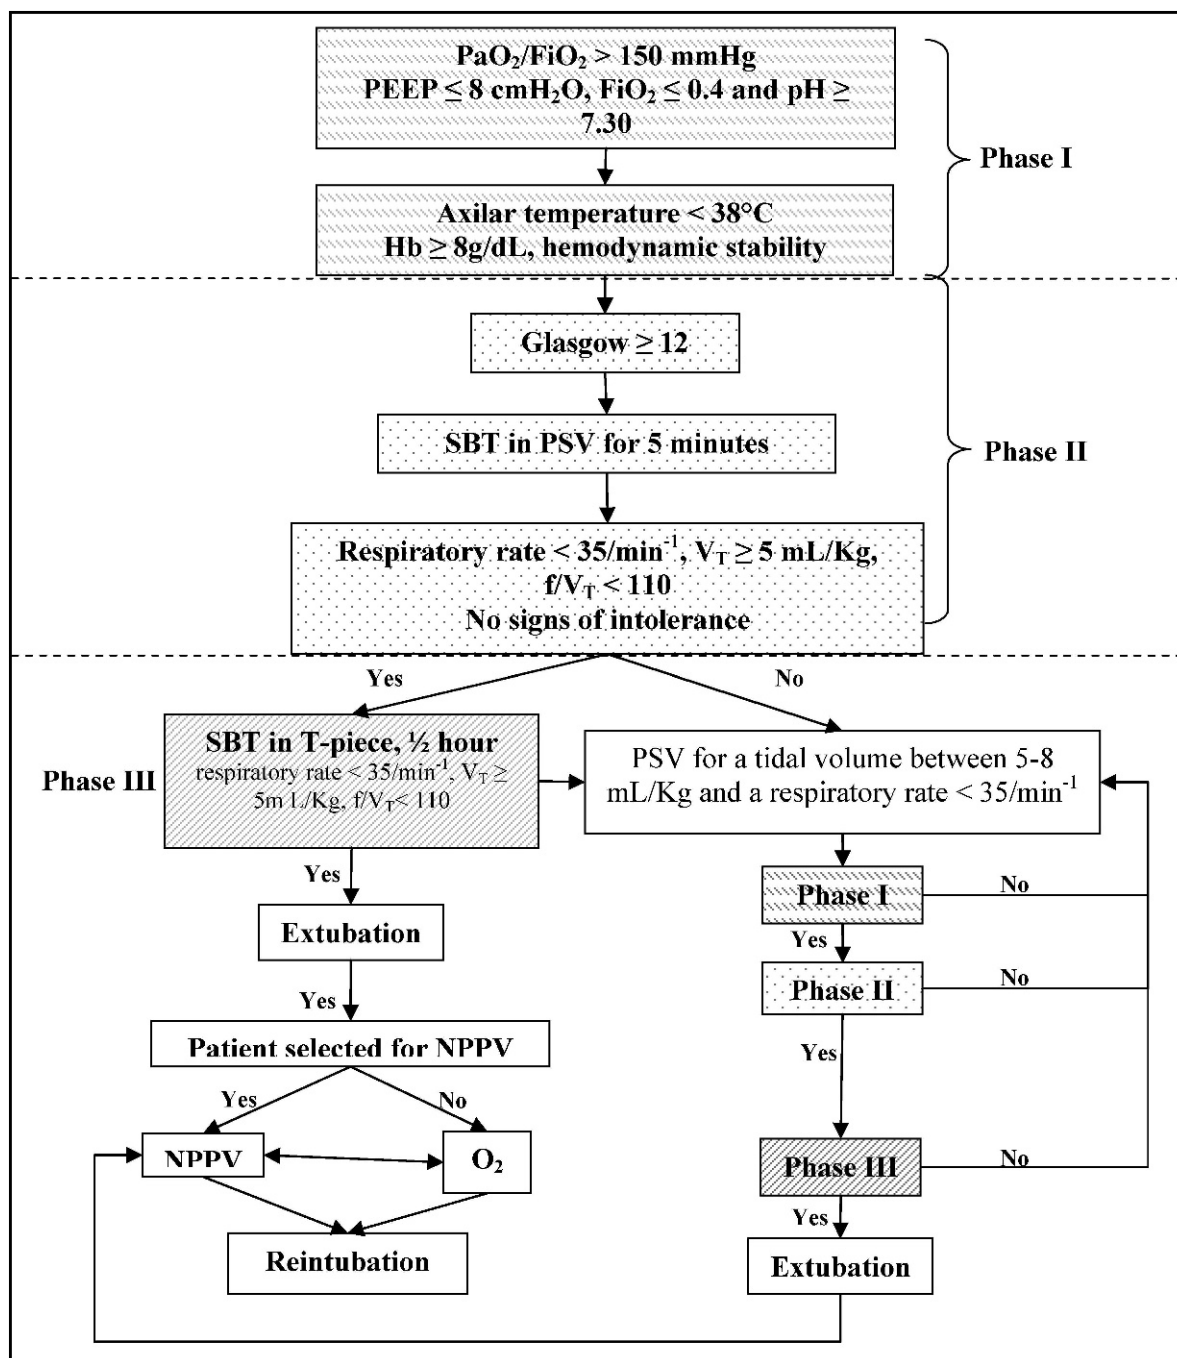 PaO₂/FiO₂ > 150 mmHg
PEEP ≤ 8 cmH₂O, FiO₂ ≤ 0.4 and pH ≥
7.30
Phase I
Axilar temperature < 38°C
Hb ≥ 8g/dL, hemodynamic stability
Glasgow ≥ 12
SBT in PSV for 5 minutes
Phase II
Respiratory rate < 35/min⁻¹, V_T ≥ 5 mL/Kg,
f/V_T < 110
No signs of intolerance
Yes
No
Phase III
SBT in T-piece, ½ hour
respiratory rate < 35/min⁻¹, V_T ≥
5m L/Kg, f/V_T< 110
PSV for a tidal volume between 5-8
mL/Kg and a respiratory rate < 35/min⁻¹
Yes
Extubation
Yes
Patient selected for NPPV
Yes
No
NPPV
O₂
Reintubation
Phase I
No
Yes
Phase II
No
Yes
Phase III
No
Yes
Extubation